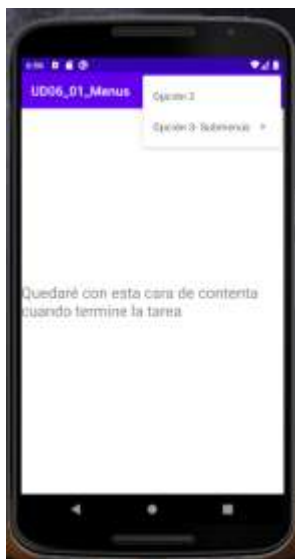 UD06_01_Menus
Opción 2
Opción 3- Submenús
Quedaré con esta cara de contenta
cuando termine la tarea